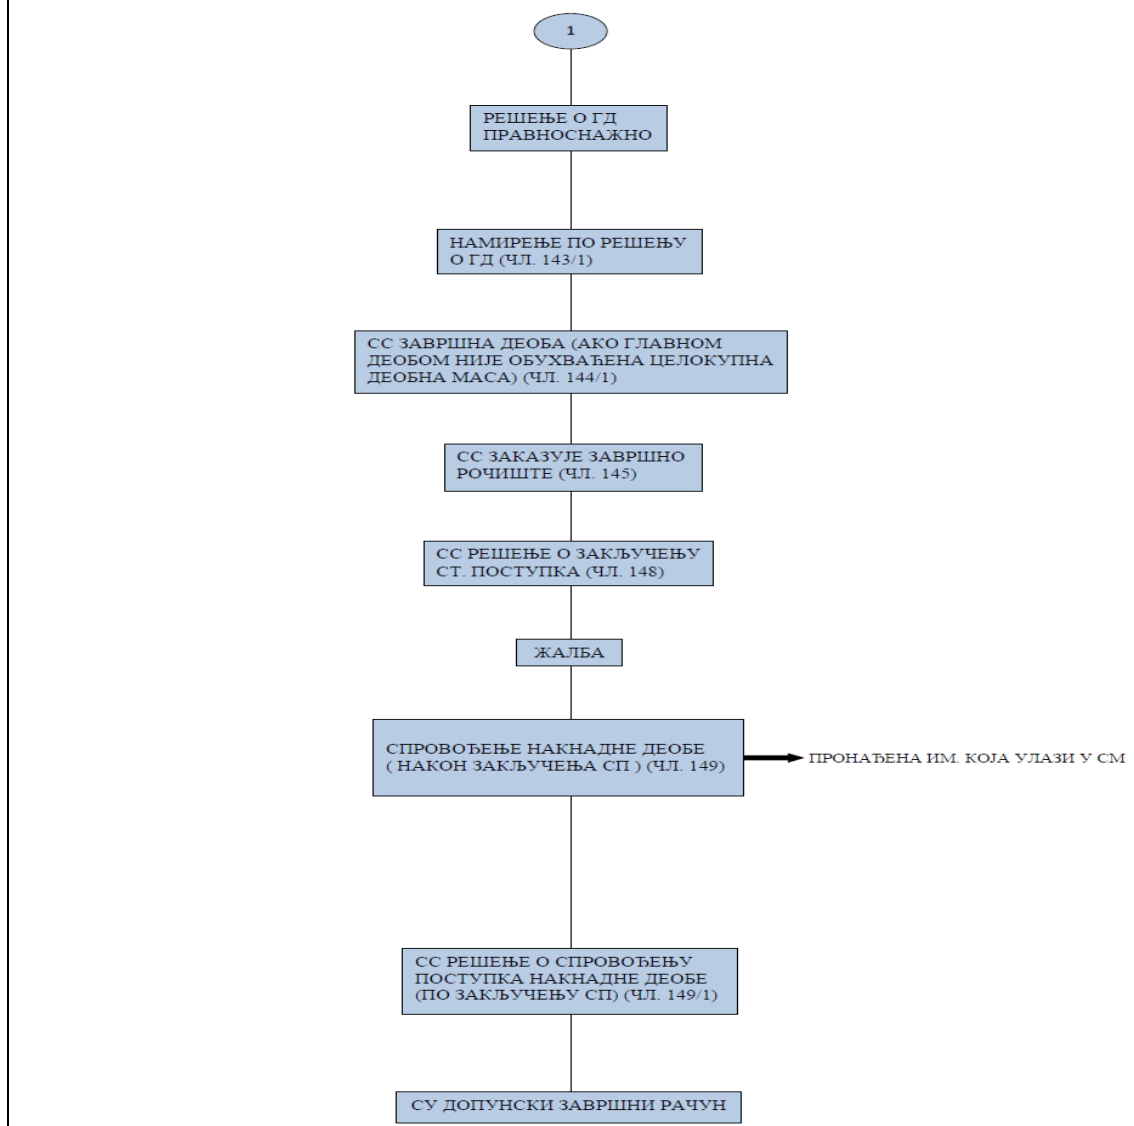 1
РЕШЕЊЕ О ГД
ПРАВНОСНАЖНО
НАМИРЕЊЕ ПО РЕШЕЊУ
О ГД (ЧЛ. 143/1)
СС ЗАВРШНА ДЕОБА (АКО ГЛАВНОМ
ДЕОБОМ НИЈЕ ОБУХВАЋЕНА ЦЕЛОКУПНА
ДЕОБНА МАСА) (ЧЛ. 144/1)
СС ЗАКАЗУЈЕ ЗАВРШНО
РОЧИШТЕ (ЧЛ. 145)
СС РЕШЕЊЕ О ЗАКЉУЧЕЊУ
СТ. ПОСТУПКА (ЧЛ. 148)
ЖАЛБА
СПРОВОЂЕЊЕ НАКНАДНЕ ДЕОБЕ
( НАКОН ЗАКЉУЧЕЊА СП ) (ЧЛ. 149)
ПРОНАЂЕНА ИМ. КОЈА УЛАЗИ У СМ
СС РЕШЕЊЕ О СПРОВОЂЕЊУ
ПОСТУПКА НАКНАДНЕ ДЕОБЕ
(ПО ЗАКЉУЧЕЊУ СП) (ЧЛ. 149/1)
СУ ДОПУНСКИ ЗАВРШНИ РАЧУН